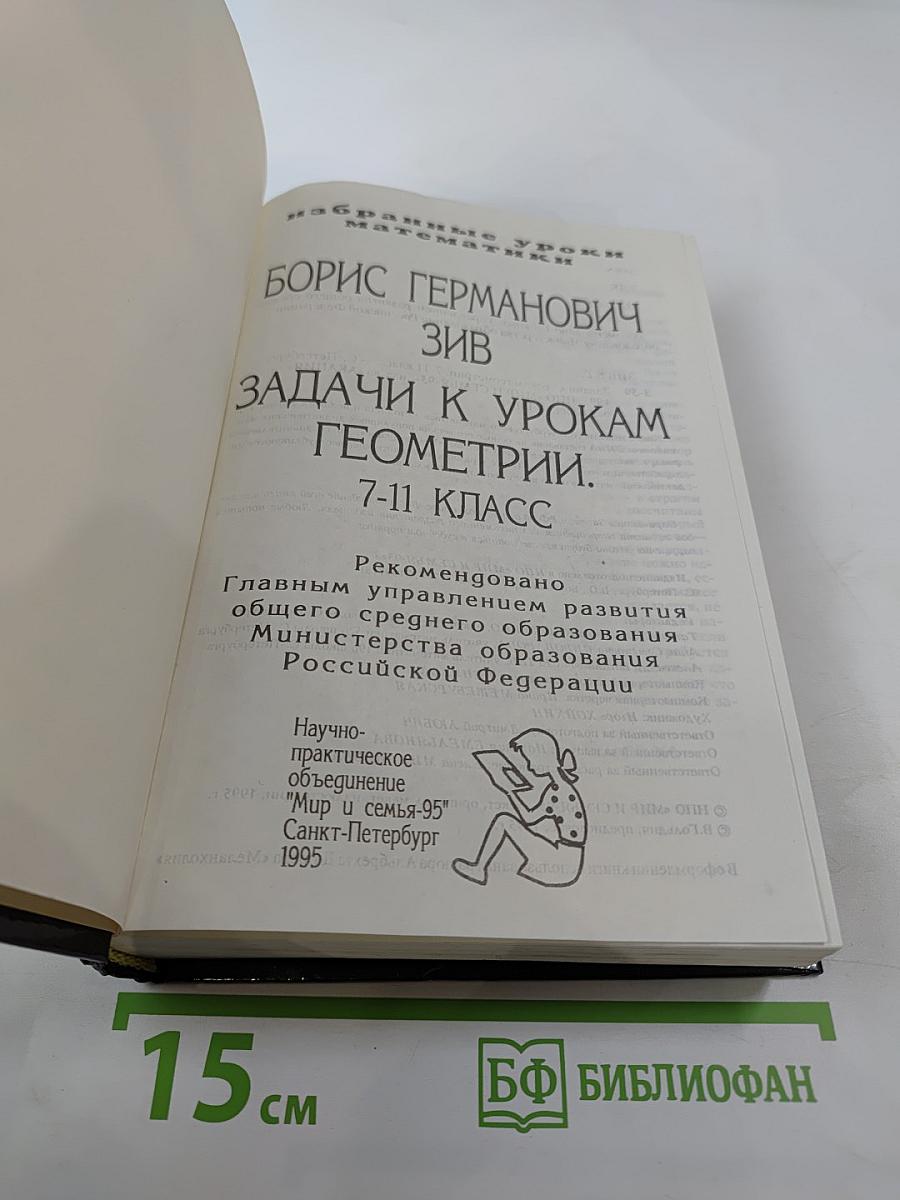 избранные уроки
математики
БОРИС ГЕРМАНОВИЧ
ЗИВ
ЗАДАЧИ К УРОКАМ
ГЕОМЕТРИИ.
7-11 КЛАСС
Рекомендовано
Главным управлением развития
общего среднего образования
Министерства образования
Российской Федерации
Научно-
практическое
объединение
"Мир и семья-95"
Санкт-Петербург
1995
15 см
БФ БИБЛИОФАН